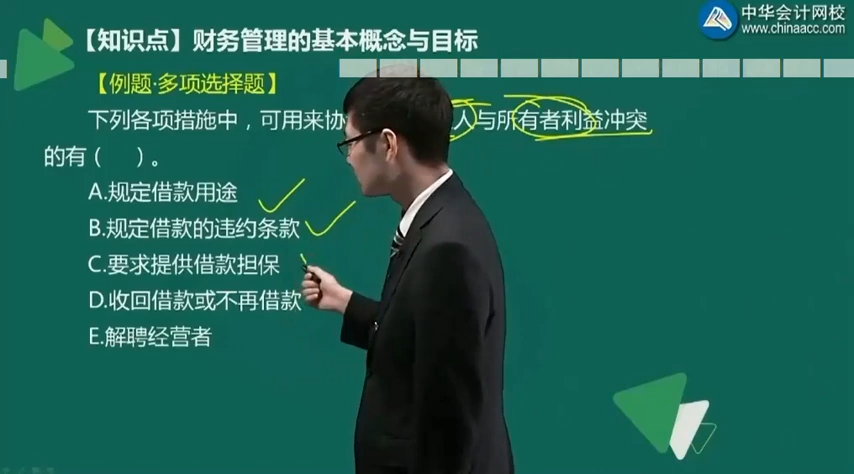 中华会计网校
www.chinaacc.com
【知识点】财务管理的基本概念与目标
【例题·多项选择题】
下列各项措施中，可用来协 人与所有者利益冲突
的有（ ）。
A.规定借款用途
B.规定借款的违约条款
C.要求提供借款担保
D.收回借款或不再借款
E.解聘经营者